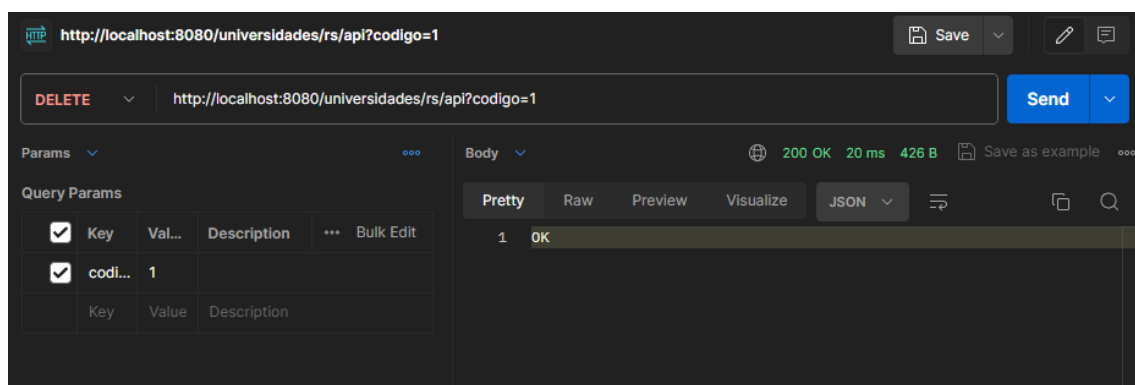 HTTP http://localhost:8080/universidades/rs/api?codigo=1 Save
DELETE http://localhost:8080/universidades/rs/api?codigo=1 Send
Params ooo Body 200 OK 20 ms 426 B Save as example ooo
Query Params
Pretty Raw Preview Visualize JSON
Key Val... Description ••• Bulk Edit
1 OK
codi... 1
Key Value Description